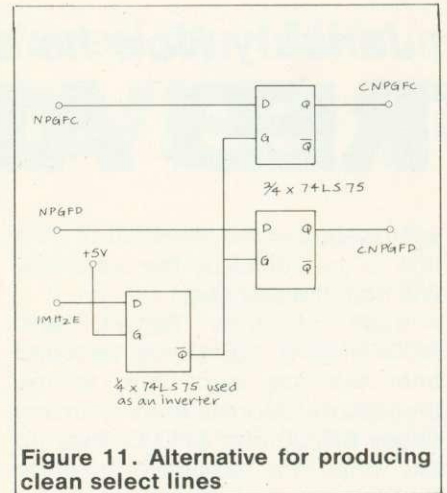 CNPGFC
D Q
NPGFC
G Q̅
3/4 x 74LS75
NPGFD
CNPGFD
D Q
+5V
G Q̅
1MHzE
D
G
Q̅
1/4 x 74LS75 used
as an inverter
Figure 11. Alternative for producing
clean select lines